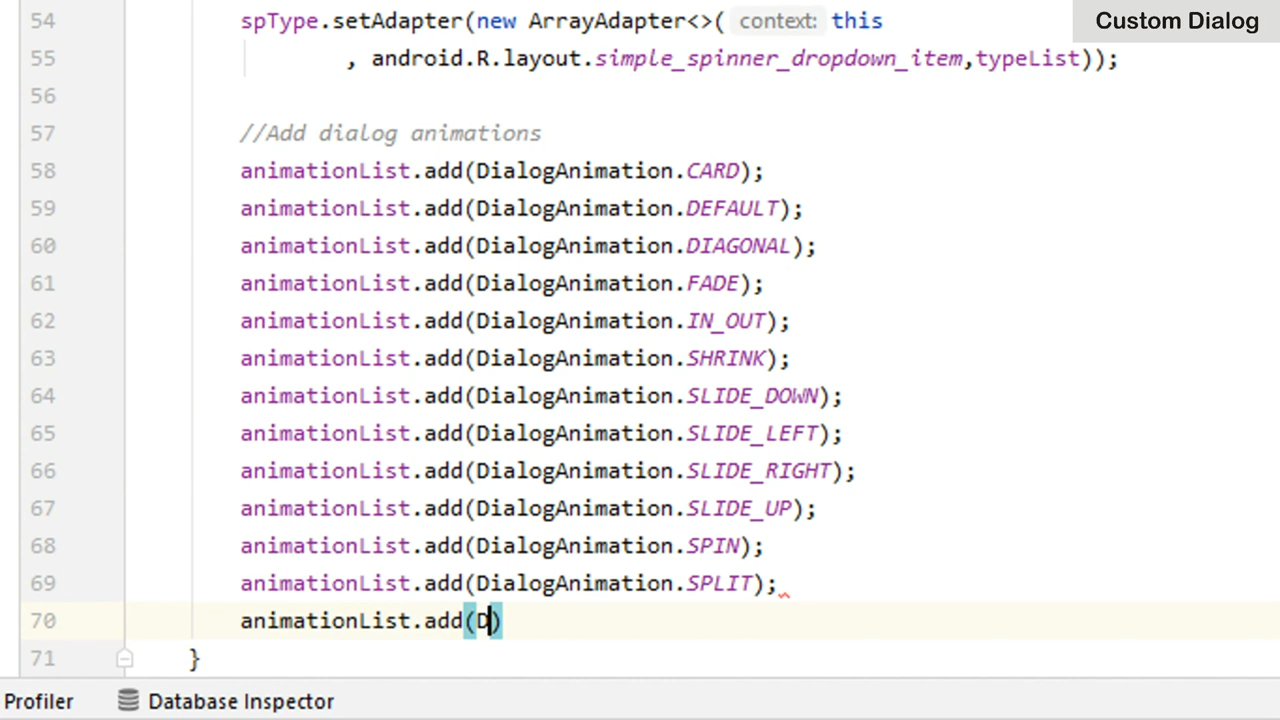 54 spType.setAdapter(new ArrayAdapter<>( context: this
Custom Dialog
55 , android.R.layout.simple_spinner_dropdown_item,typeList));
56
57 //Add dialog animations
58 animationList.add(DialogAnimation.CARD);
59 animationList.add(DialogAnimation.DEFAULT);
60 animationList.add(DialogAnimation.DIAGONAL);
61 animationList.add(DialogAnimation.FADE);
62 animationList.add(DialogAnimation.IN_OUT);
63 animationList.add(DialogAnimation.SHRINK);
64 animationList.add(DialogAnimation.SLIDE_DOWN);
65 animationList.add(DialogAnimation.SLIDE_LEFT);
66 animationList.add(DialogAnimation.SLIDE_RIGHT);
67 animationList.add(DialogAnimation.SLIDE_UP);
68 animationList.add(DialogAnimation.SPIN);
69 animationList.add(DialogAnimation.SPLIT);
70 animationList.add(D)
71 }
Profiler Database Inspector